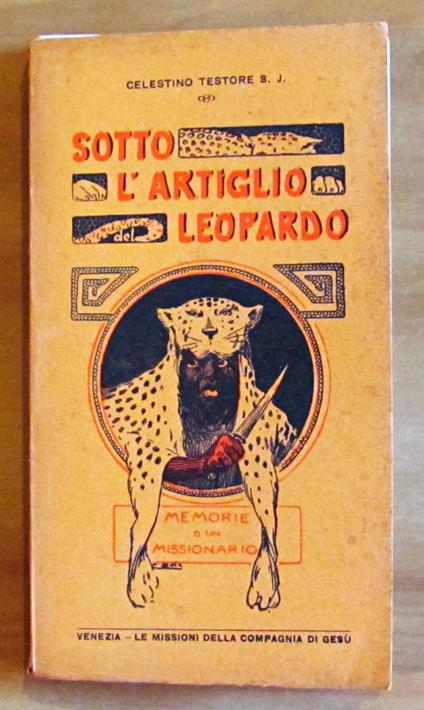 CELESTINO TESTORE S. J.
SOTTO
L'ARTIGLIO
del LEOPARDO
MEMORIE
D'UN
MISSIONARIO
VENEZIA - LE MISSIONI DELLA COMPAGNIA DI GESÙ